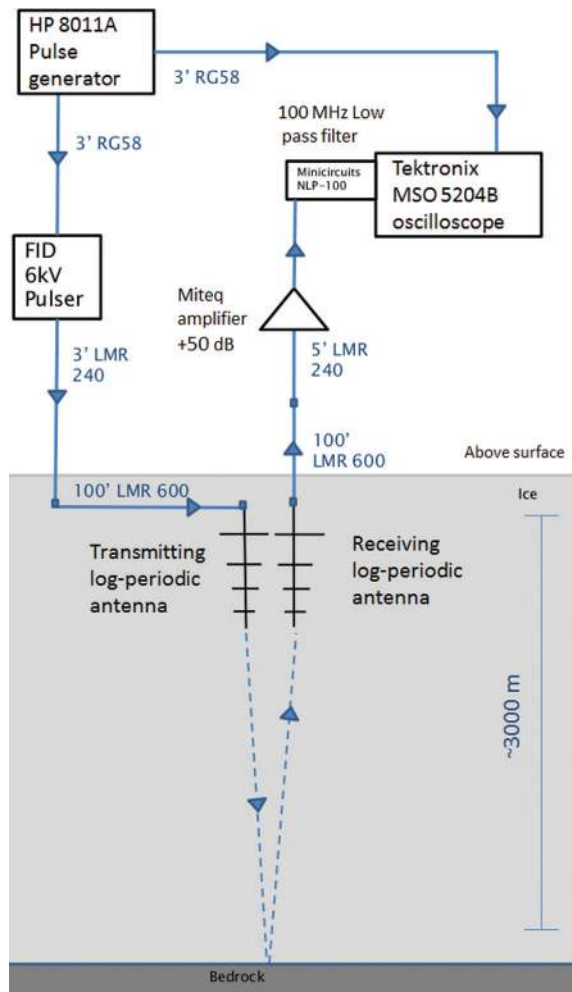 HP 8011A
Pulse
generator
3' RG58
3' RG58
100 MHz Low
pass filter
Minicircuits
NLP-100
Tektronix
MSO 5204B
oscilloscope
FID
6kV
Pulser
Miteq
amplifier
+50 dB
3' LMR
240
5' LMR
240
100'
LMR 600
Above surface
100' LMR 600
Ice
Transmitting
log-periodic
antenna
Receiving
log-periodic
antenna
~3000 m
Bedrock